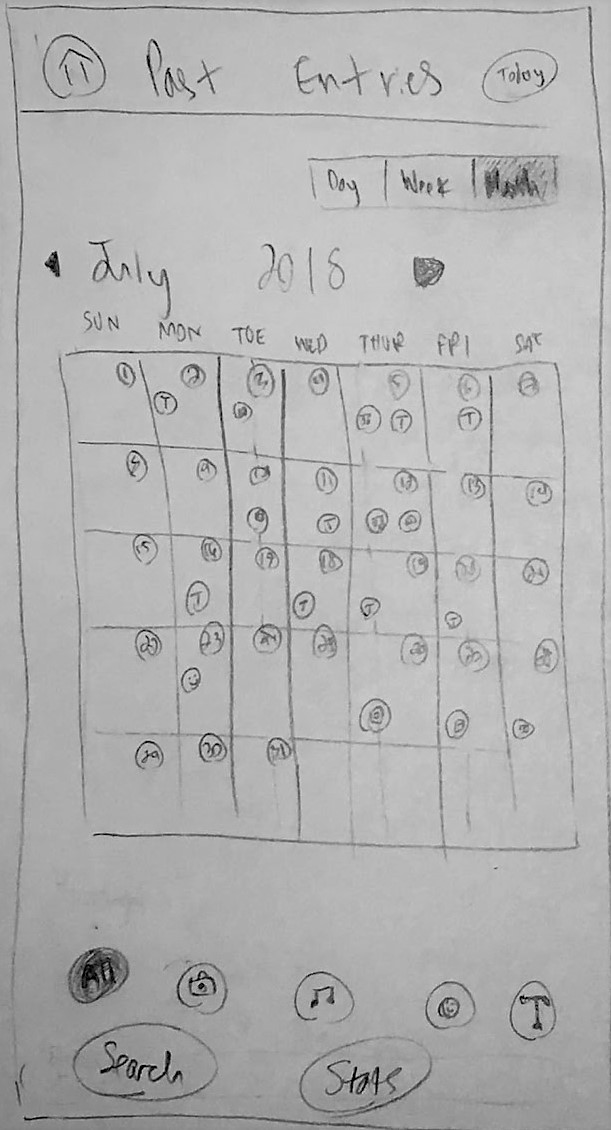 Past Entries Today
Day Week Month
July 2018
SUN MON TUE WED THUR FRI SAT
1 2 3 4 5 6 7
T T T T
8 9 10 11 12 13 14
T
15 16 17 18 19 20 21
T T T T
22 23 24 25 26 27 28
29 30 31
All T
Search Stats